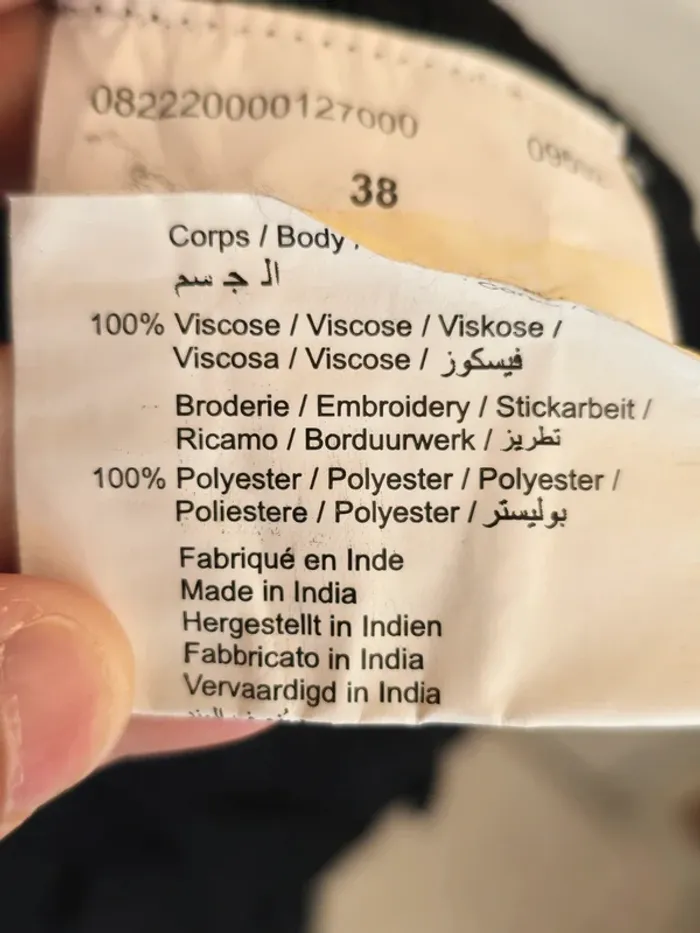 082220000127000
38
Corps / Body
الجسم
100% Viscose / Viscose / Viskose /
Viscosa / Viscose / فيسكوز
Broderie / Embroidery / Stickarbeit /
Ricamo / Borduurwerk / تطريز
100% Polyester / Polyester / Polyester /
Poliestere / Polyester / بوليستر
Fabriqué en Inde
Made in India
Hergestellt in Indien
Fabbricato in India
Vervaardigd in India